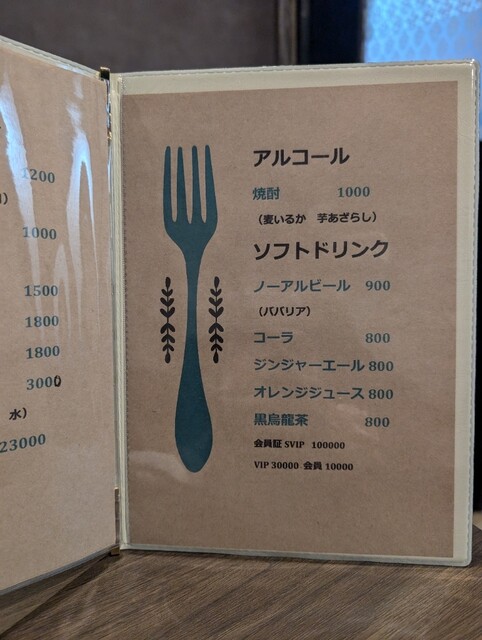 1200
)
1000
1500
1800
1800
3000
水）
23000
アルコール
焼酎 1000
（麦いるか 芋あざらし）
ソフトドリンク
ノーアルビール 900
（ババリア）
コーラ 800
ジンジャーエール 800
オレンジジュース 800
黒烏龍茶 800
会員証 SVIP 100000
VIP 30000 会員 10000